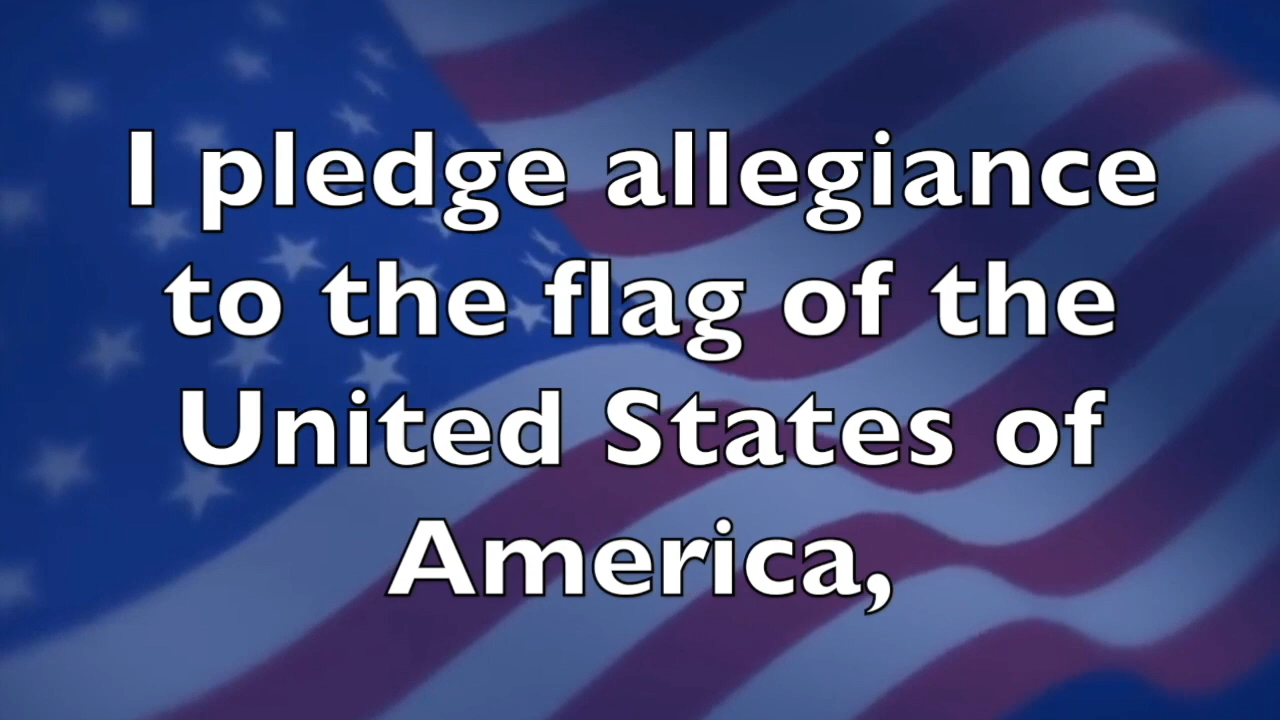 I pledge allegiance
to the flag of the
United States of
America,